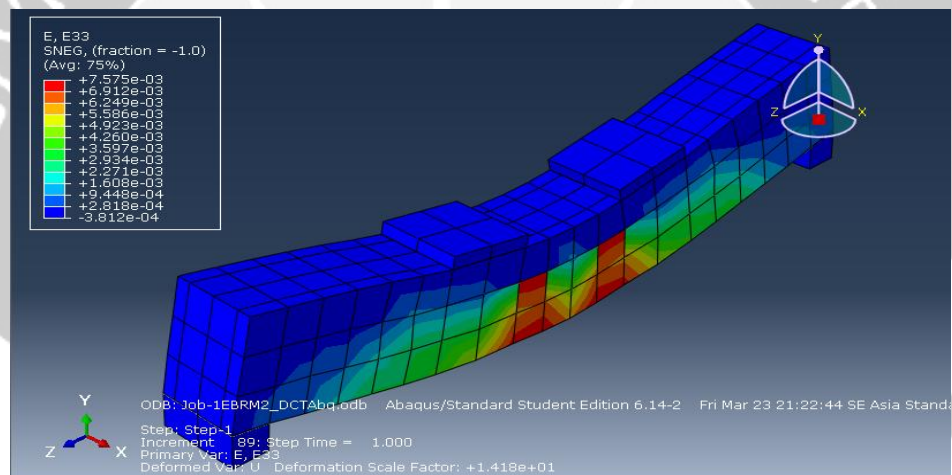 E, E33
SNEG, (fraction = -1.0)
(Avg: 75%)
+7.575e-03
+6.912e-03
+6.249e-03
+5.586e-03
+4.923e-03
+4.260e-03
+3.597e-03
+2.934e-03
+2.271e-03
+1.608e-03
+9.448e-04
+2.818e-04
-3.812e-04
Y
Z
X
Y
Z
X
ODB: Job-1EBRM2_DCTAbq.odb Abaqus/Standard Student Edition 6.14-2 Fri Mar 23 21:22:44 SE Asia Standa
Step: Step-1
Increment 89: Step Time = 1.000
Primary Var: E, E33
Deformed Var: U Deformation Scale Factor: +1.418e+01